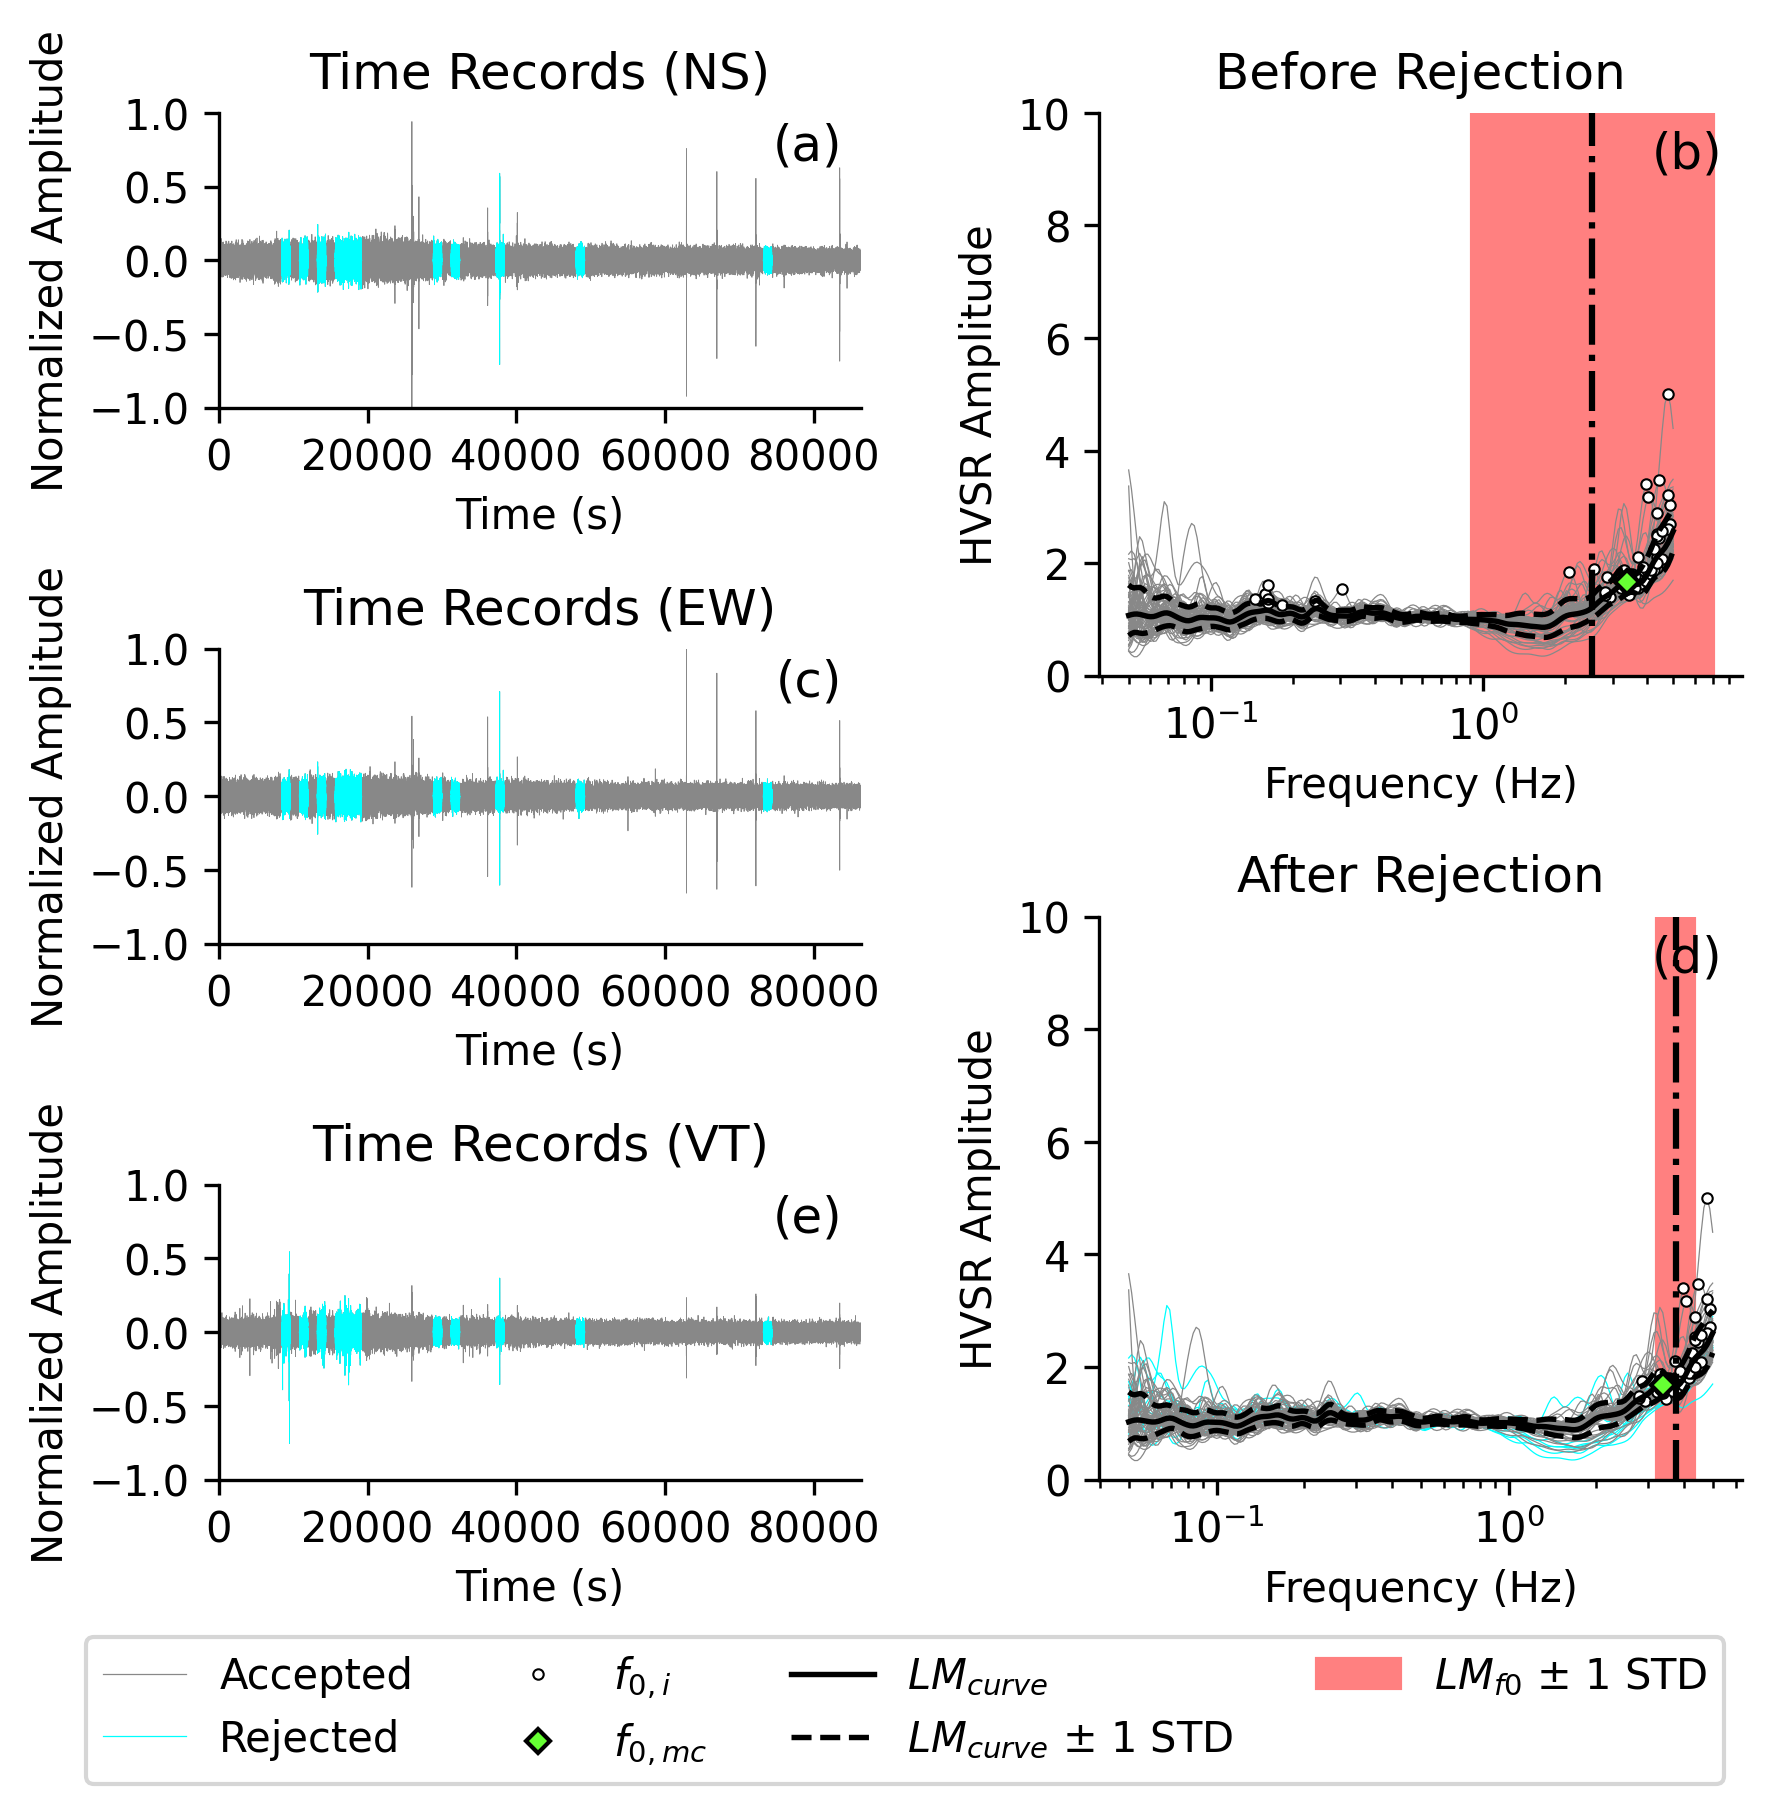 Time Records (NS)
Normalized Amplitude
1.0
0.5
0.0
−0.5
−1.0
(a)
0 20000 40000 60000 80000
Time (s)
Before Rejection
HVSR Amplitude
10
8
6
4
2
0
(b)
10⁻¹ 10⁰
Frequency (Hz)
Time Records (EW)
Normalized Amplitude
1.0
0.5
0.0
−0.5
−1.0
(c)
0 20000 40000 60000 80000
Time (s)
After Rejection
HVSR Amplitude
10
8
6
4
2
0
(d)
10⁻¹ 10⁰
Frequency (Hz)
Time Records (VT)
Normalized Amplitude
1.0
0.5
0.0
−0.5
−1.0
(e)
0 20000 40000 60000 80000
Time (s)
Accepted
Rejected
f0,i
f0,mc
LMcurve
LMcurve ± 1 STD
LMf0 ± 1 STD